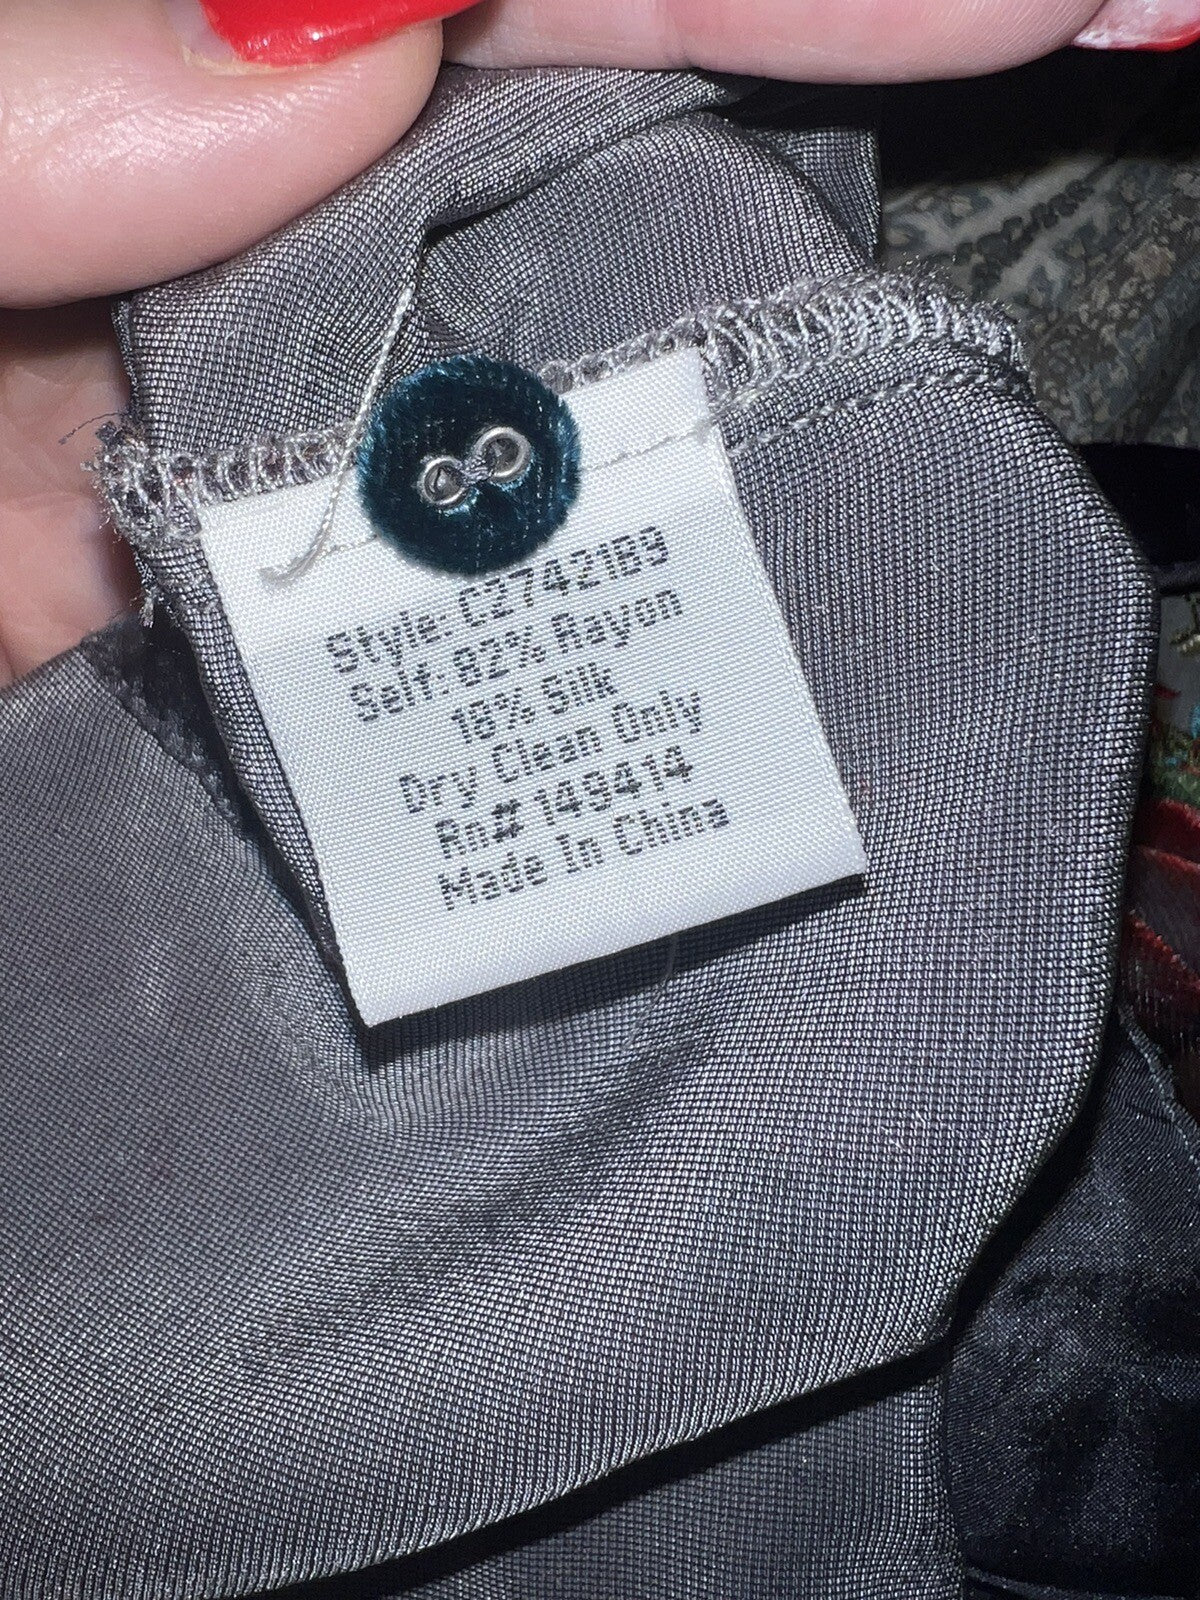 Style: C27421B9
Self: 82% Rayon
18% Silk
Dry Clean Only
Rn# 149414
Made In China